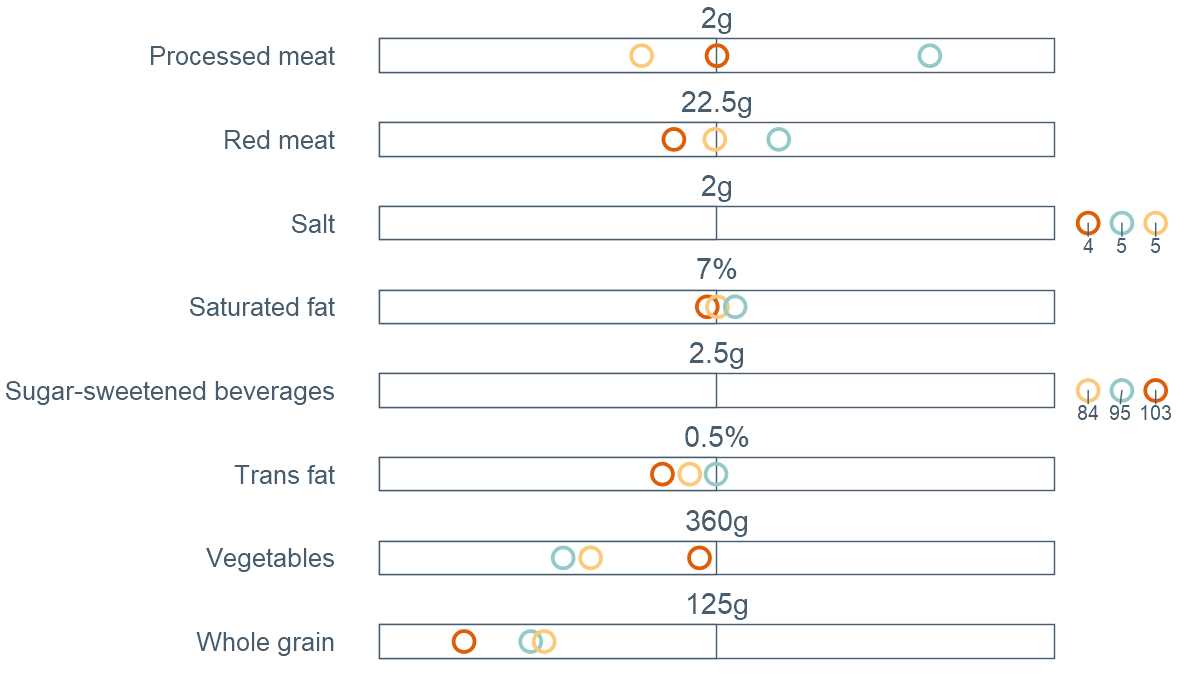 2g
Processed meat
22.5g
Red meat
2g
Salt
4 5 5
7%
Saturated fat
2.5g
Sugar-sweetened beverages
84 95 103
0.5%
Trans fat
360g
Vegetables
125g
Whole grain